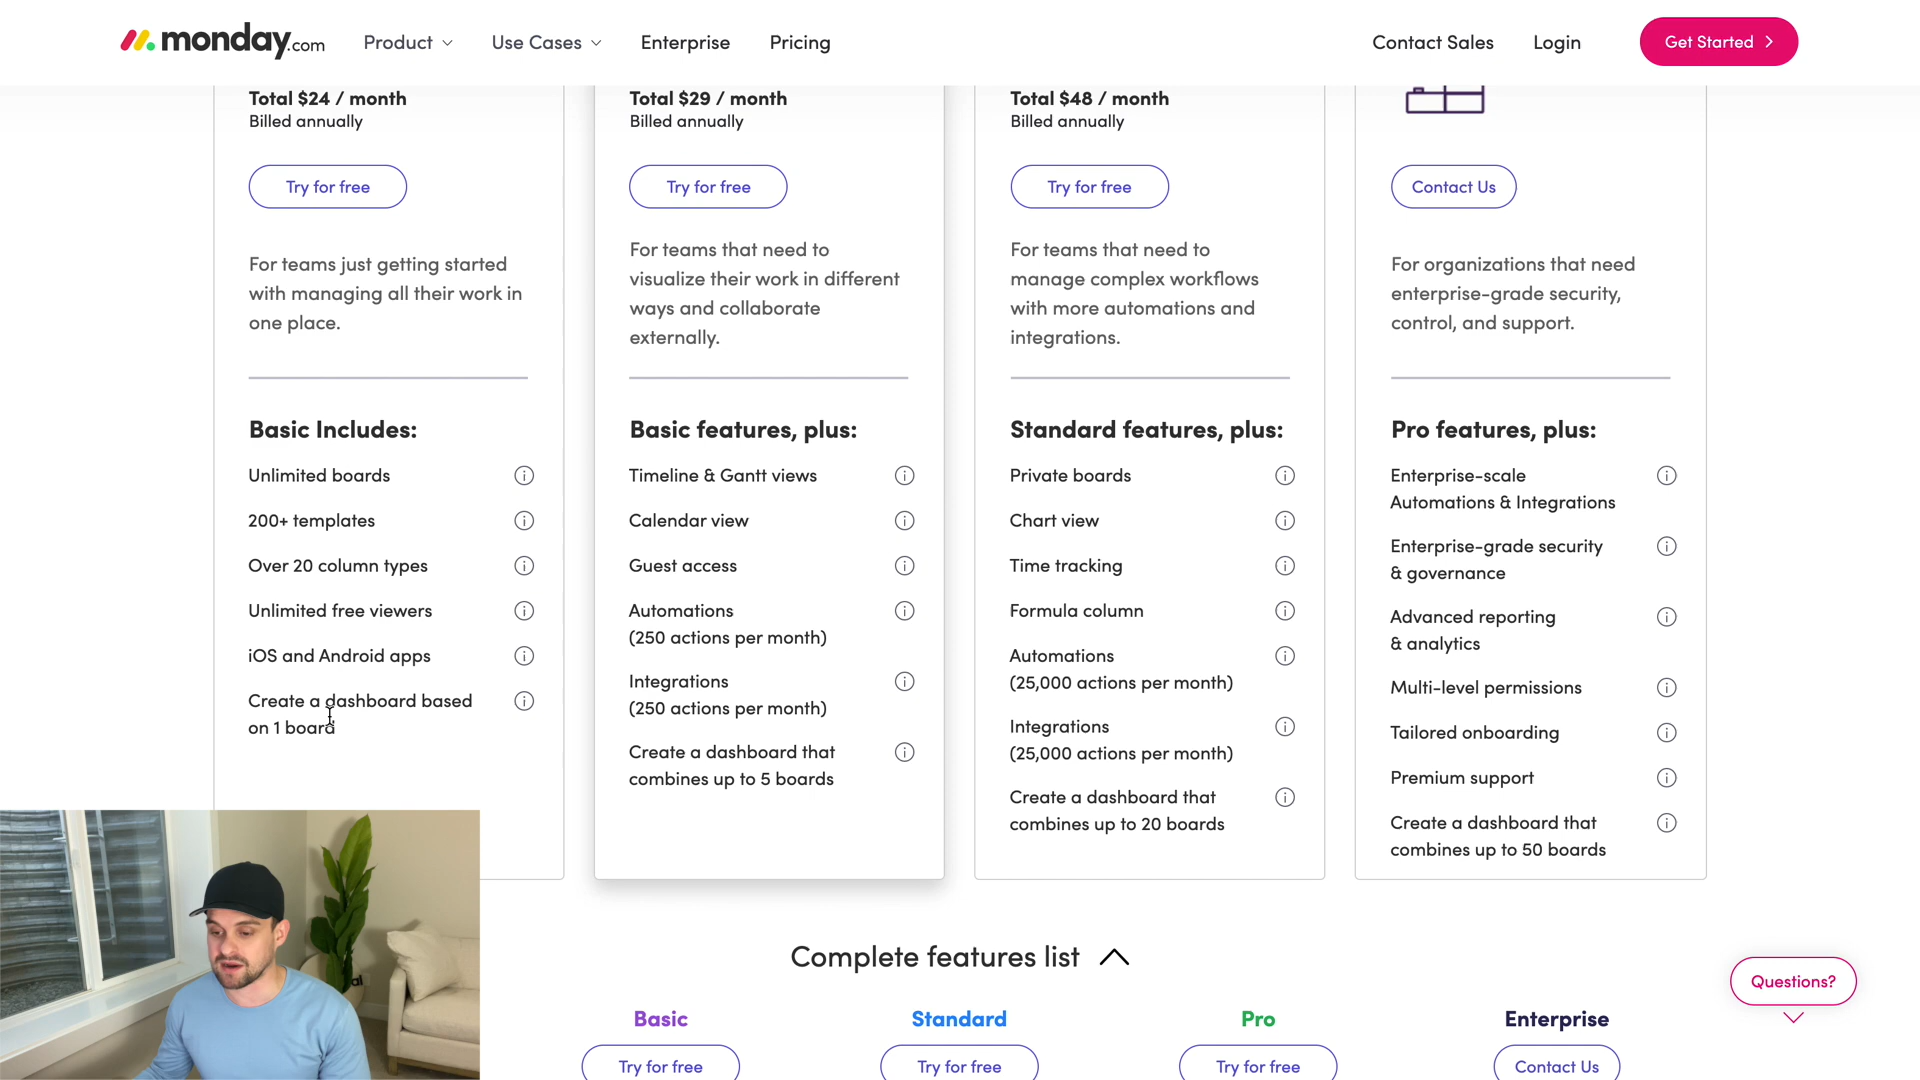 monday.com
Product
Use Cases
Enterprise
Pricing
Contact Sales
Login
Get Started
Total $24 / month
Billed annually
Try for free
For teams just getting started
with managing all their work in
one place.
Basic Includes:
Unlimited boards
200+ templates
Over 20 column types
Unlimited free viewers
iOS and Android apps
Create a dashboard based
on 1 board
Total $29 / month
Billed annually
Try for free
For teams that need to
visualize their work in different
ways and collaborate
externally.
Basic features, plus:
Timeline & Gantt views
Calendar view
Guest access
Automations
(250 actions per month)
Integrations
(250 actions per month)
Create a dashboard that
combines up to 5 boards
Total $48 / month
Billed annually
Try for free
For teams that need to
manage complex workflows
with more automations and
integrations.
Standard features, plus:
Private boards
Chart view
Time tracking
Formula column
Automations
(25,000 actions per month)
Integrations
(25,000 actions per month)
Create a dashboard that
combines up to 20 boards
Contact Us
For organizations that need
enterprise-grade security,
control, and support.
Pro features, plus:
Enterprise-scale
Automations & Integrations
Enterprise-grade security
& governance
Advanced reporting
& analytics
Multi-level permissions
Tailored onboarding
Premium support
Create a dashboard that
combines up to 50 boards
Complete features list
Basic
Standard
Pro
Enterprise
Try for free
Try for free
Try for free
Contact Us
Questions?